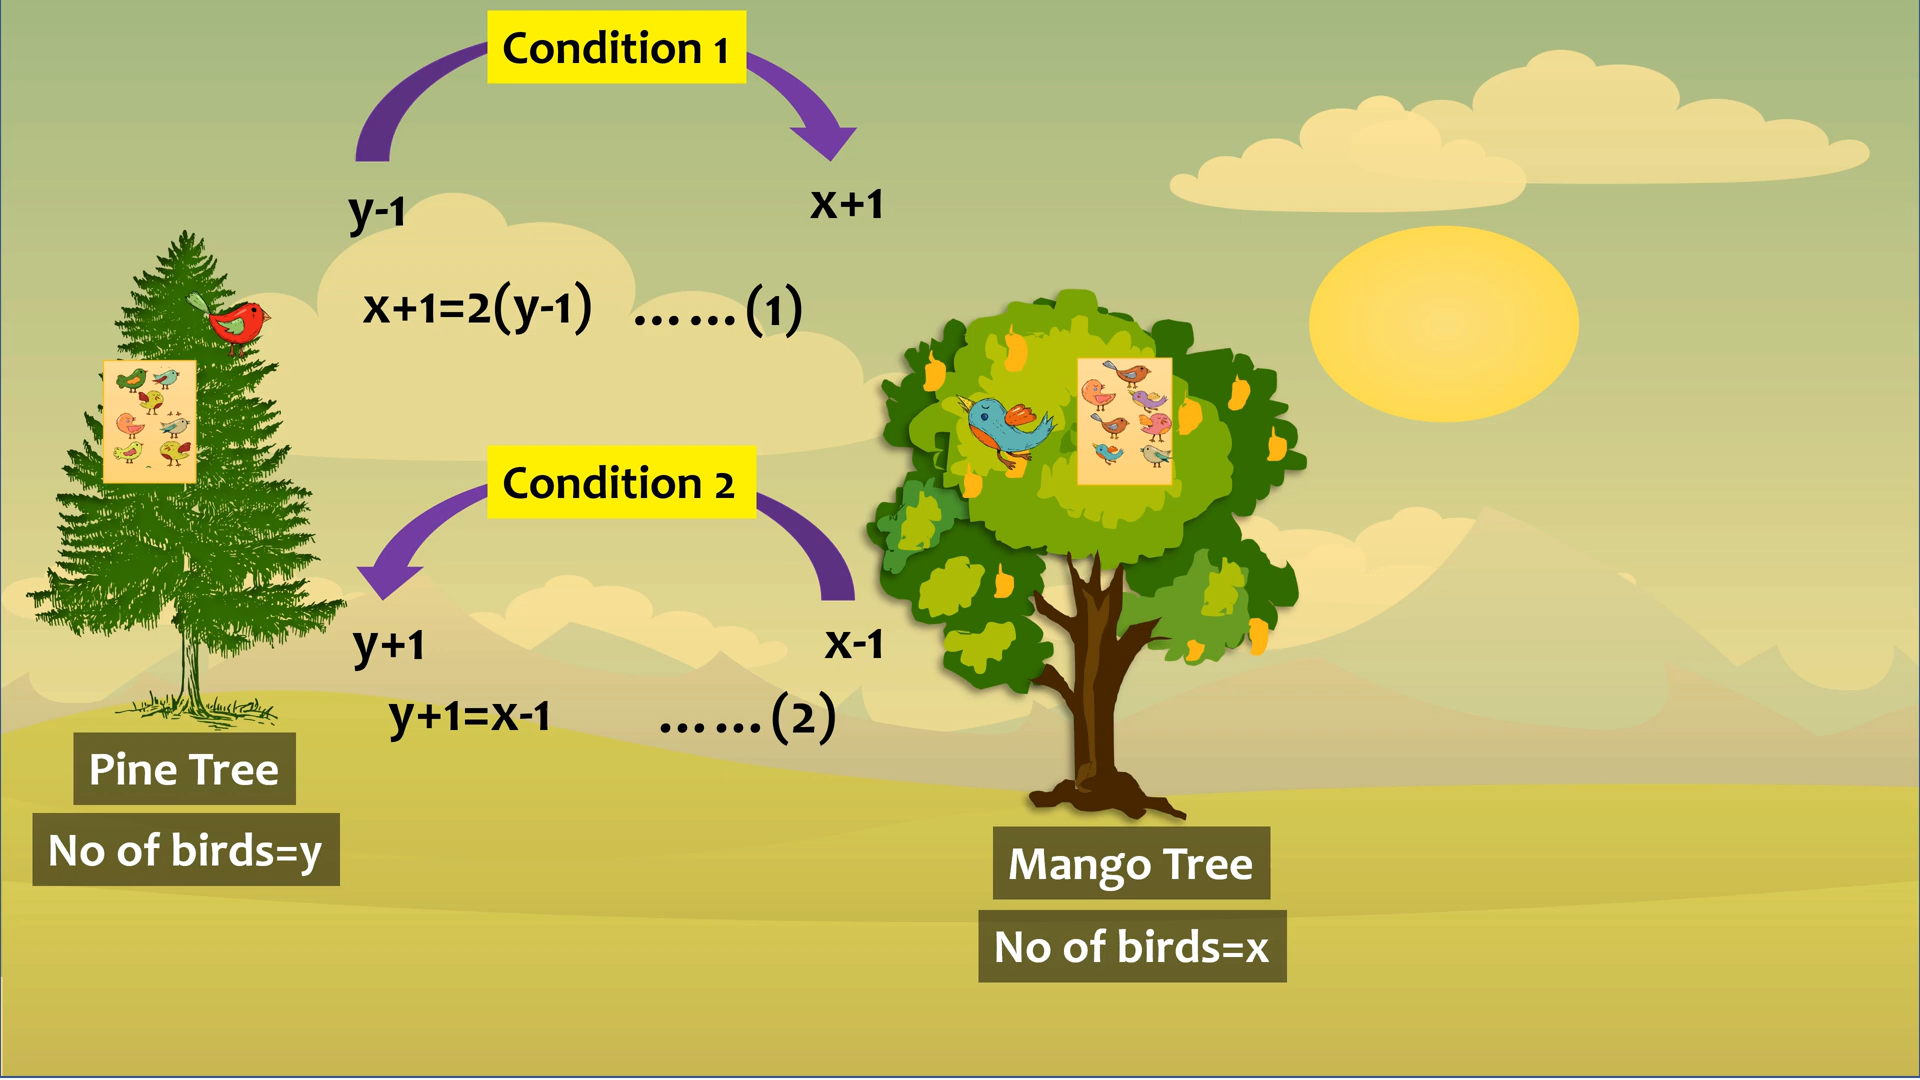 Condition 1
y-1
x+1
x+1=2(y-1) ......(1)
Condition 2
y+1
x-1
y+1=x-1 ......(2)
Pine Tree
No of birds=y
Mango Tree
No of birds=x